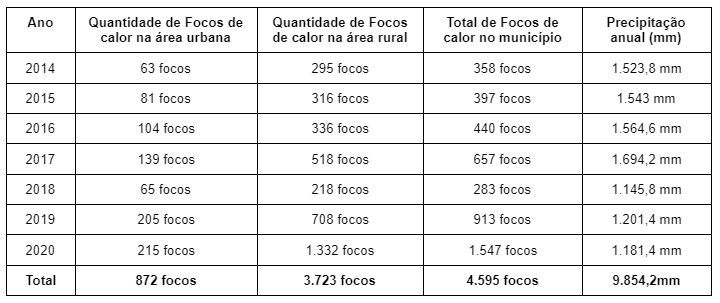 Ano Quantidade de Focos de calor na área urbana Quantidade de Focos de calor na área rural Total de Focos de calor no município Precipitação anual (mm)
2014 63 focos 295 focos 358 focos 1.523,8 mm
2015 81 focos 316 focos 397 focos 1.543 mm
2016 104 focos 336 focos 440 focos 1.564,6 mm
2017 139 focos 518 focos 657 focos 1.694,2 mm
2018 65 focos 218 focos 283 focos 1.145,8 mm
2019 205 focos 708 focos 913 focos 1.201,4 mm
2020 215 focos 1.332 focos 1.547 focos 1.181,4 mm
Total 872 focos 3.723 focos 4.595 focos 9.854,2mm